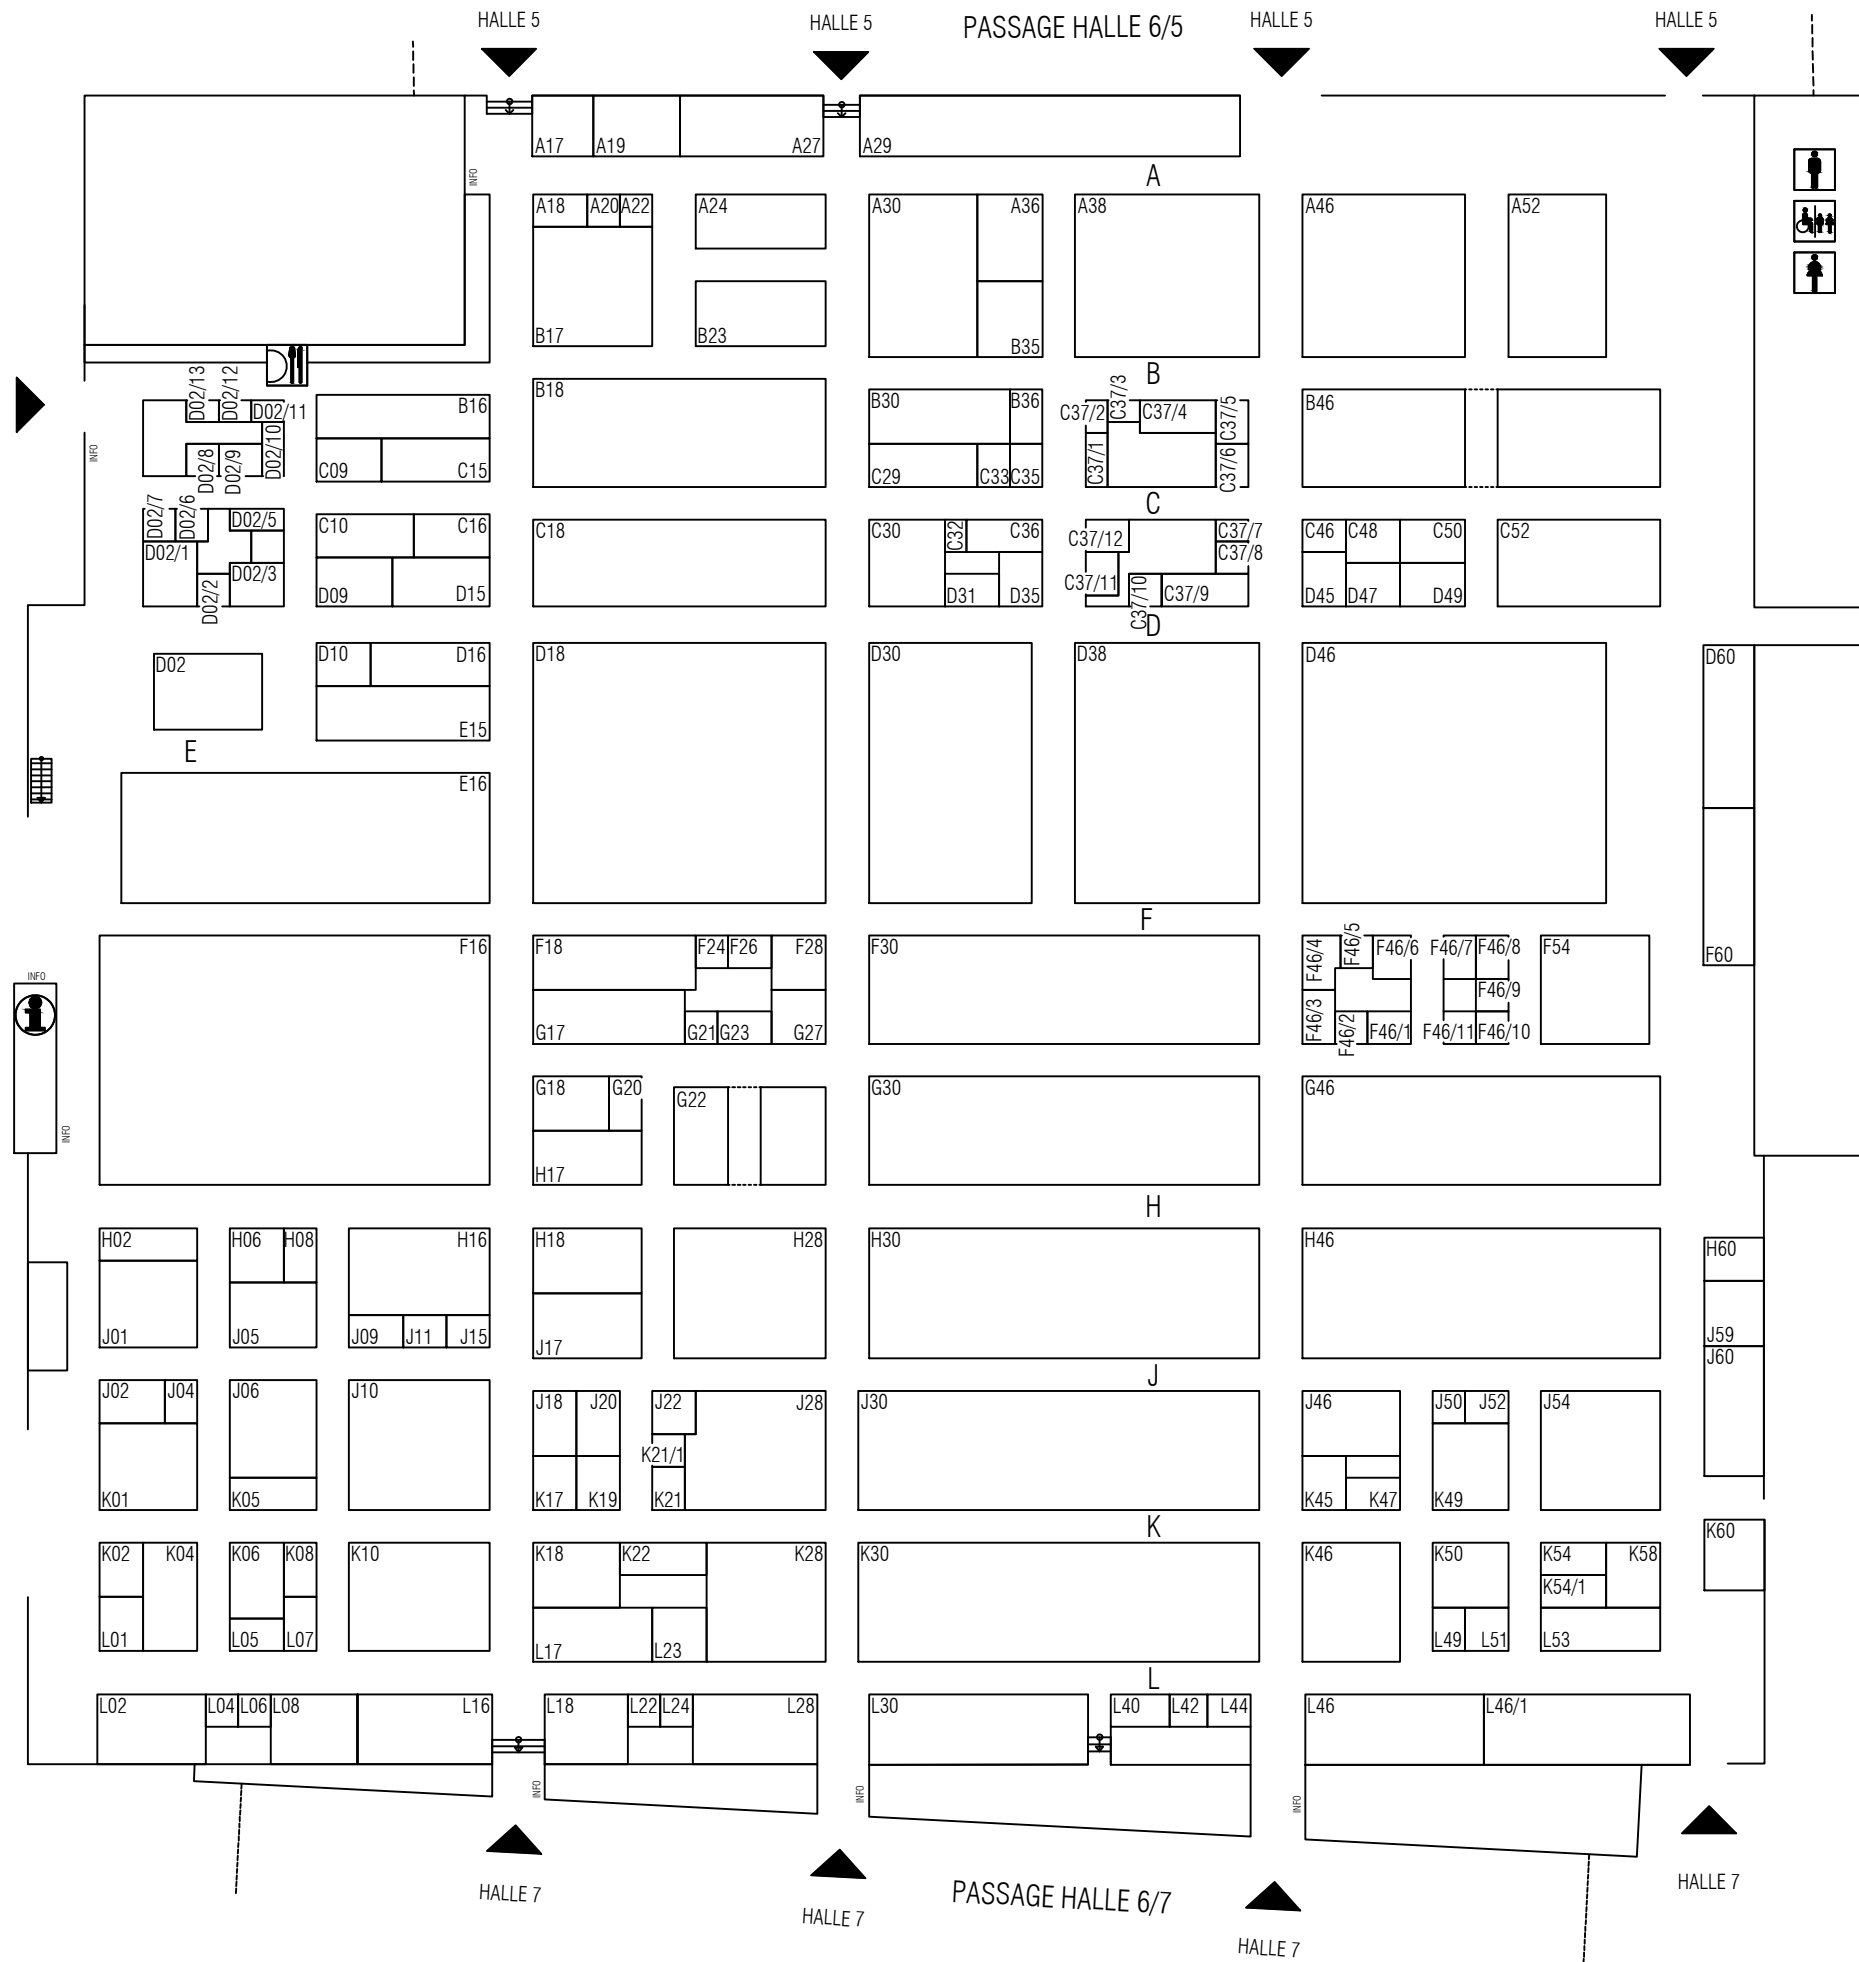 HALLE 5
HALLE 5
PASSAGE HALLE 6/5
HALLE 5
HALLE 5
A17 A19 A27 A29
A
INFO
A18 A20 A22 A24 A30 A36 A38 A46 A52
B17 B23 B35
B
D02/13 D02/12 D02/11 B16 B18 B30 B36 C37/2 C37/3 C37/4 C37/5 B46
INFO
D02/8 D02/9 D02/10 C09 C15 C29 C33 C35 C37/1 C37/6
C
D02/7 D02/6 D02/5 C10 C16 C18 C30 C32 C36 C37/12 C37/7 C46 C48 C50 C52
D02/1 C37/8
D02/2 D02/3 D09 D15 D31 D35 C37/11 C37/10 C37/9 D45 D47 D49
D
D02 D10 D16 D18 D30 D38 D46 D60
E15
E
E16
F
F16 F18 F24 F26 F28 F30 F46/4 F46/5 F46/6 F46/7 F46/8 F54 F60
INFO
F46/9
G17 G21 G23 G27 F46/3 F46/2 F46/1 F46/11 F46/10
G18 G20 G22 G30 G46
INFO
H17
H
H02 H06 H08 H16 H18 H28 H30 H46 H60
J01 J05 J09 J11 J15 J17 J59
J
J60
J02 J04 J06 J10 J18 J20 J22 J28 J30 J46 J50 J52 J54
K21/1
K01 K05 K17 K19 K21 K45 K47 K49
K
K60
K02 K04 K06 K08 K10 K18 K22 K28 K30 K46 K50 K54 K58
K54/1
L01 L05 L07 L17 L23 L49 L51 L53
L
L02 L04 L06 L08 L16 L18 L22 L24 L28 L30 L40 L42 L44 L46 L46/1
INFO
INFO
INFO
HALLE 7
HALLE 7
PASSAGE HALLE 6/7
HALLE 7
HALLE 7